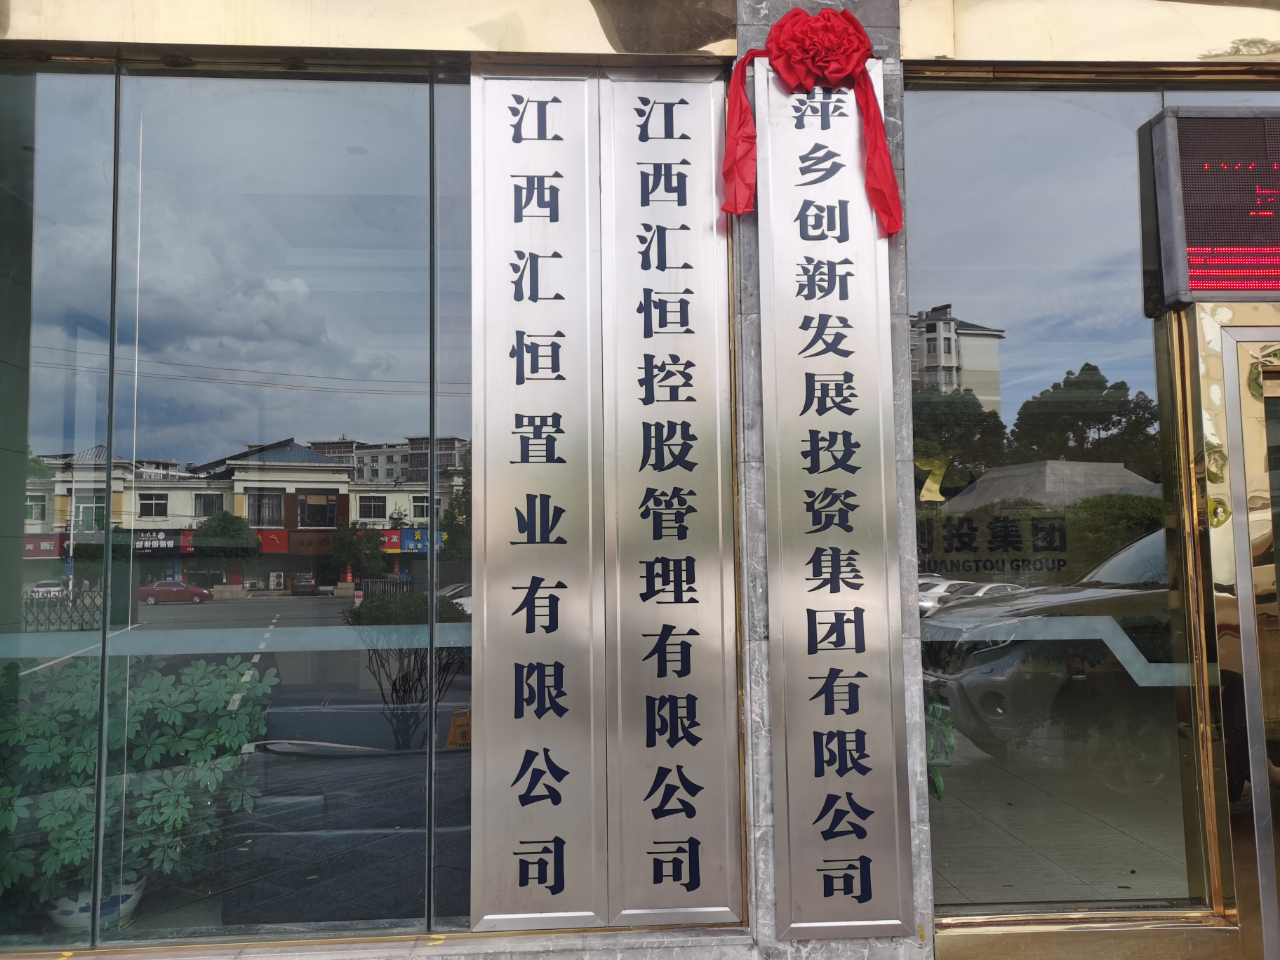 江西汇恒置业有限公司
江西汇恒控股管理有限公司
萍乡创新发展投资集团有限公司
创投集团
HUANGTOU GROUP